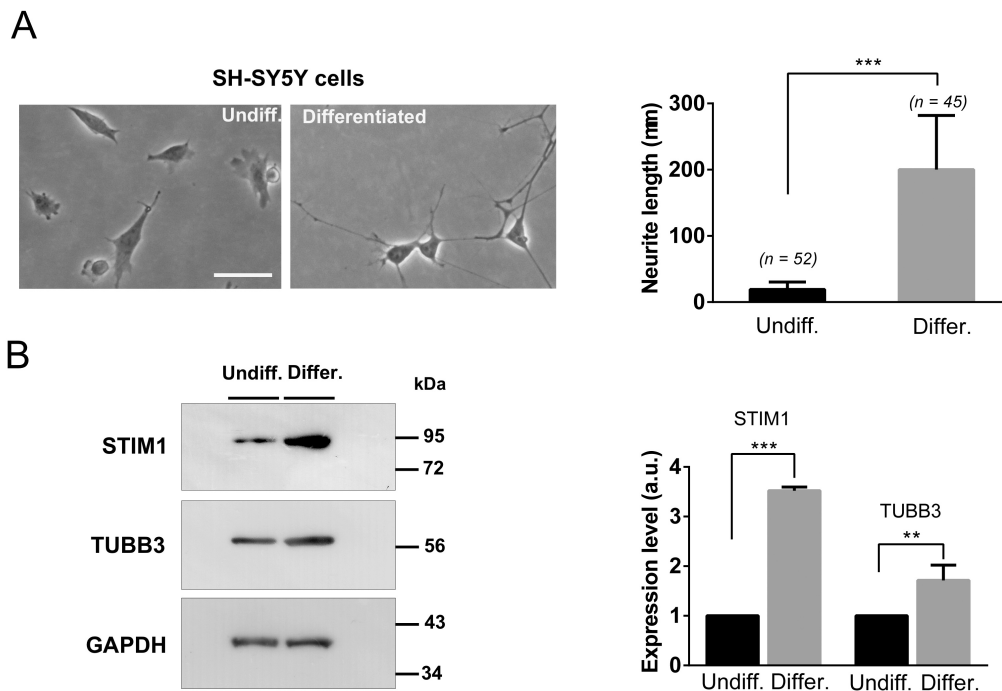 A
SH-SY5Y cells
Undiff.
Differentiated
***
(n = 45)
(n = 52)
300
200
100
0
Neurite length (mm)
Undiff.
Differ.
B
Undiff. Differ.
kDa
STIM1
95
72
TUBB3
56
GAPDH
43
34
STIM1
***
TUBB3
**
4
3
2
1
0
Expression level (a.u.)
Undiff. Differ. Undiff. Differ.